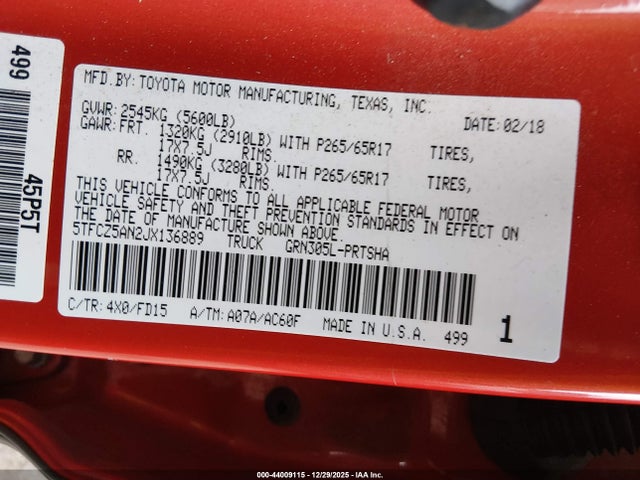 499
45P5T
MFD.BY: TOYOTA MOTOR MANUFACTURING, TEXAS, INC.
GVWR: 2545KG (5600LB) DATE: 02/18
GAWR: FRT. 1320KG (2910LB) WITH P265/65R17 TIRES,
17X7.5J RIMS.
RR. 1490KG (3280LB) WITH P265/65R17 TIRES,
17X7.5J RIMS.
THIS VEHICLE CONFORMS TO ALL APPLICABLE FEDERAL MOTOR
VEHICLE SAFETY AND THEFT PREVENTION STANDARDS IN EFFECT ON
THE DATE OF MANUFACTURE SHOWN ABOVE.
5TFCZ5AN2JX136889 TRUCK GRN305L-PRTSHA
C/TR: 4X0/FD15 A/TM: A07A/AC60F MADE IN U.S.A. 499 1
000-44009115 - 12/29/2025 - IAA Inc.